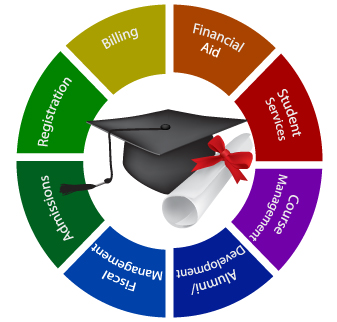 Billing
Financial
Aid
Student
Services
Course
Management
Alumni/
Development
Fiscal
Management
Admissions
Registration